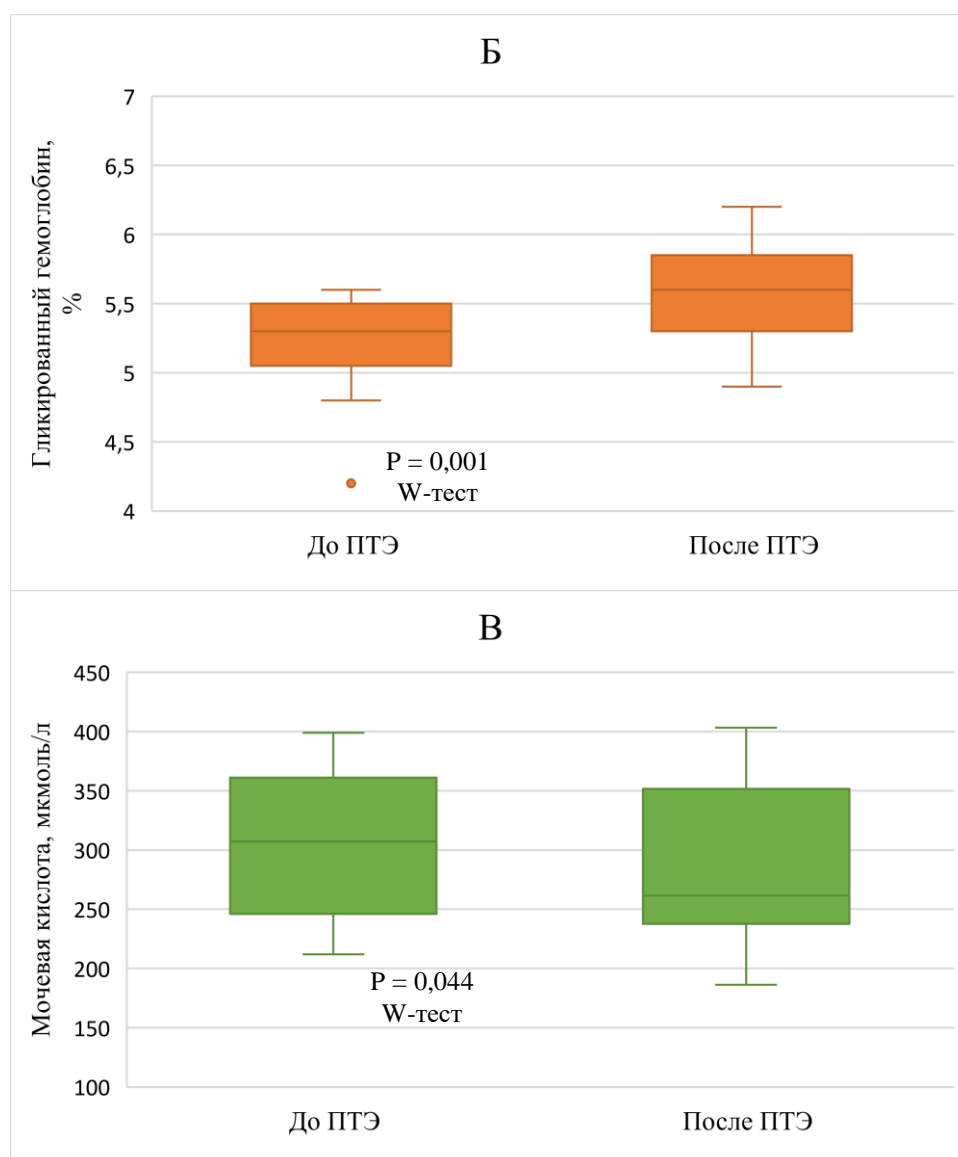 Б
Гликированный гемоглобин,
%
7
6,5
6
5,5
5
4,5
4
P = 0,001
W-тест
До ПТЭ
После ПТЭ
В
Мочевая кислота, мкмоль/л
450
400
350
300
250
200
150
100
P = 0,044
W-тест
До ПТЭ
После ПТЭ